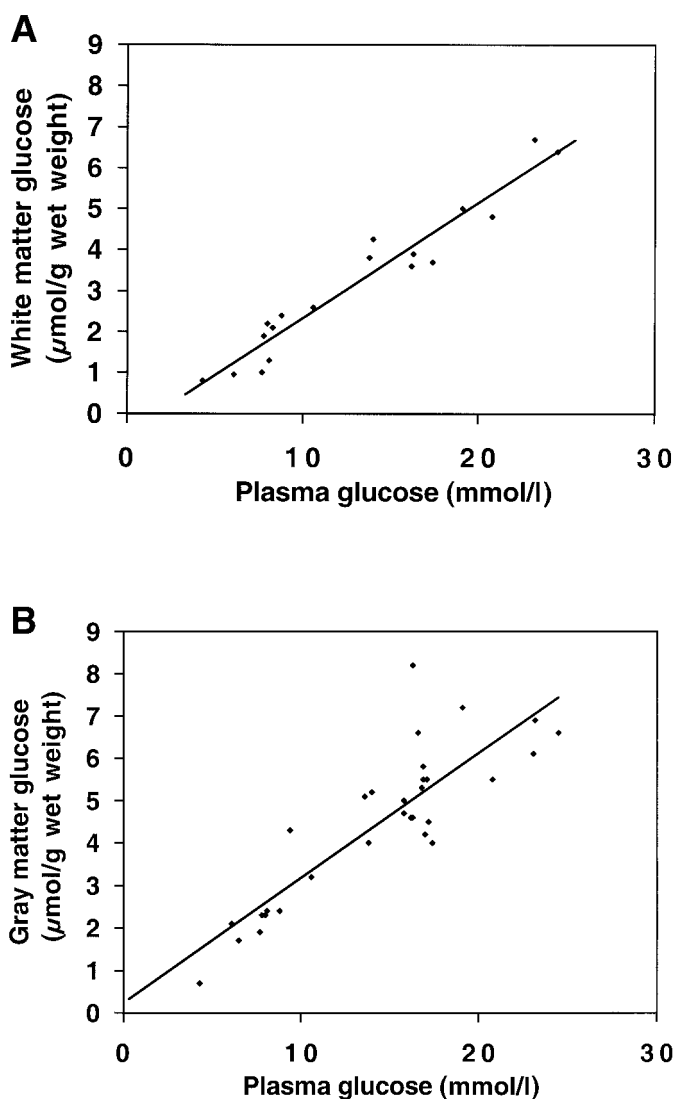 A
9
8
7
6
5
4
3
2
1
0
White matter glucose
(µmol/g wet weight)
0 10 20 30
Plasma glucose (mmol/l)
B
9
8
7
6
5
4
3
2
1
0
Gray matter glucose
(µmol/g wet weight)
0 10 20 30
Plasma glucose (mmol/l)